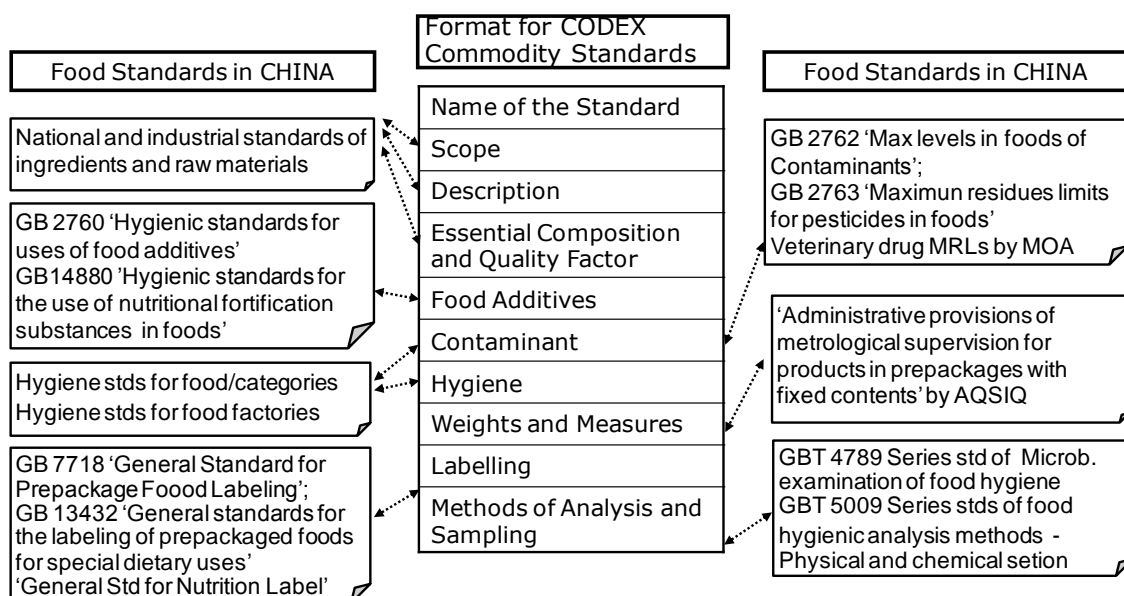 Format for CODEX
Commodity Standards
Food Standards in CHINA
National and industrial standards of
ingredients and raw materials
GB 2760 ‘Hygienic standards for
uses of food additives’
GB14880 ’Hygienic standards for
the use of nutritional fortification
substances in foods’
Hygiene stds for food/categories
Hygiene stds for food factories
GB 7718 ‘General Standard for
Prepackage Foood Labeling’;
GB 13432 ‘General standards for
the labeling of prepackaged foods
for special dietary uses’
‘General Std for Nutrition Label’
Name of the Standard
Scope
Description
Essential Composition
and Quality Factor
Food Additives
Contaminant
Hygiene
Weights and Measures
Labelling
Methods of Analysis and
Sampling
Food Standards in CHINA
GB 2762 ‘Max levels in foods of
Contaminants’;
GB 2763 ‘Maximun residues limits
for pesticides in foods’
Veterinary drug MRLs by MOA
‘Administrative provisions of
metrological supervision for
products in prepackages with
fixed contents’ by AQSIQ
GBT 4789 Series std of Microb.
examination of food hygiene
GBT 5009 Series stds of food
hygienic analysis methods -
Physical and chemical setion